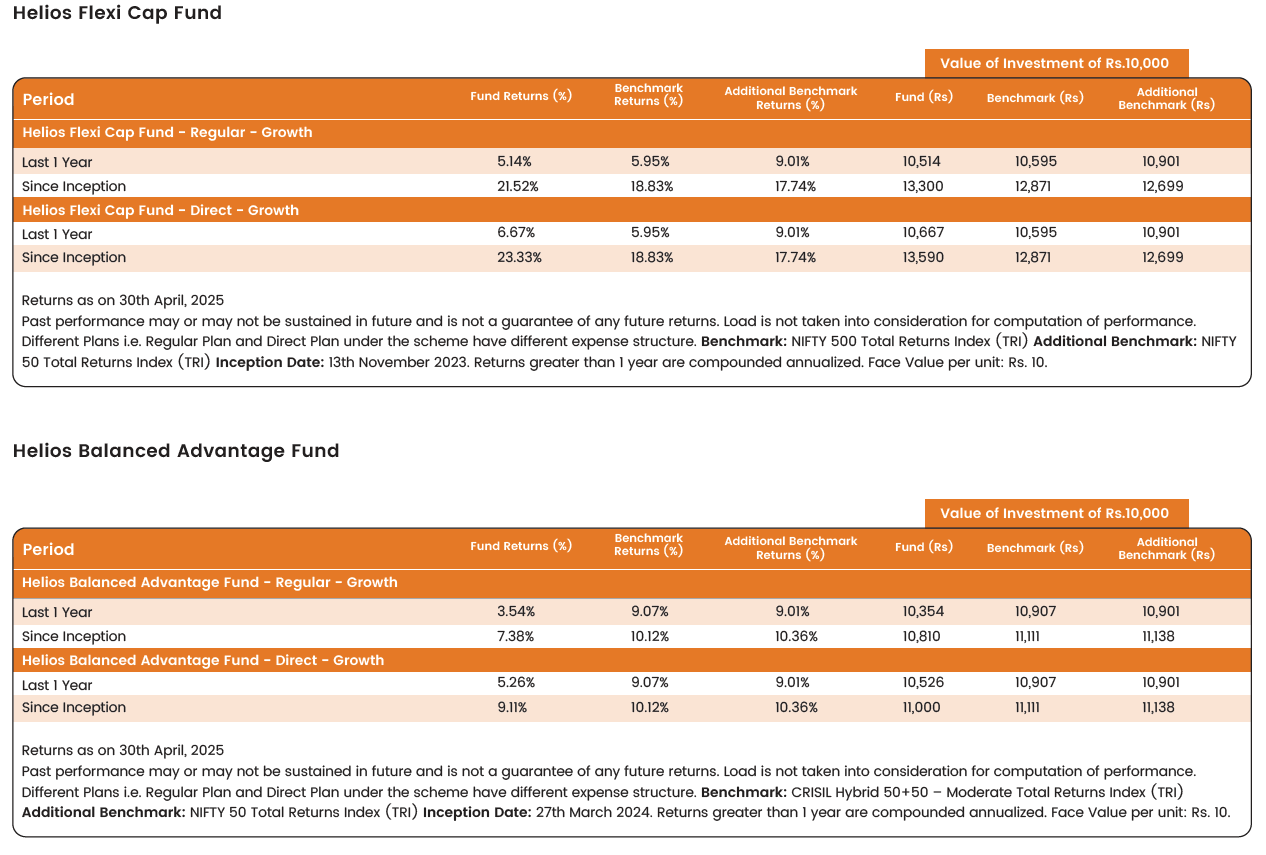 Helios Flexi Cap Fund
Value of Investment of Rs.10,000
Period Fund Returns (%) Benchmark Returns (%) Additional Benchmark Returns (%) Fund (Rs) Benchmark (Rs) Additional Benchmark (Rs)
Helios Flexi Cap Fund - Regular - Growth
Last 1 Year 5.14% 5.95% 9.01% 10,514 10,595 10,901
Since Inception 21.52% 18.83% 17.74% 13,300 12,871 12,699
Helios Flexi Cap Fund - Direct - Growth
Last 1 Year 6.67% 5.95% 9.01% 10,667 10,595 10,901
Since Inception 23.33% 18.83% 17.74% 13,590 12,871 12,699
Returns as on 30th April, 2025
Past performance may or may not be sustained in future and is not a guarantee of any future returns. Load is not taken into consideration for computation of performance.
Different Plans i.e. Regular Plan and Direct Plan under the scheme have different expense structure. Benchmark: NIFTY 500 Total Returns Index (TRI) Additional Benchmark: NIFTY
50 Total Returns Index (TRI) Inception Date: 13th November 2023. Returns greater than 1 year are compounded annualized. Face Value per unit: Rs. 10.
Helios Balanced Advantage Fund
Value of Investment of Rs.10,000
Period Fund Returns (%) Benchmark Returns (%) Additional Benchmark Returns (%) Fund (Rs) Benchmark (Rs) Additional Benchmark (Rs)
Helios Balanced Advantage Fund - Regular - Growth
Last 1 Year 3.54% 9.07% 9.01% 10,354 10,907 10,901
Since Inception 7.38% 10.12% 10.36% 10,810 11,111 11,138
Helios Balanced Advantage Fund - Direct - Growth
Last 1 Year 5.26% 9.07% 9.01% 10,526 10,907 10,901
Since Inception 9.11% 10.12% 10.36% 11,000 11,111 11,138
Returns as on 30th April, 2025
Past performance may or may not be sustained in future and is not a guarantee of any future returns. Load is not taken into consideration for computation of performance.
Different Plans i.e. Regular Plan and Direct Plan under the scheme have different expense structure. Benchmark: CRISIL Hybrid 50+50 – Moderate Total Returns Index (TRI)
Additional Benchmark: NIFTY 50 Total Returns Index (TRI) Inception Date: 27th March 2024. Returns greater than 1 year are compounded annualized. Face Value per unit: Rs. 10.